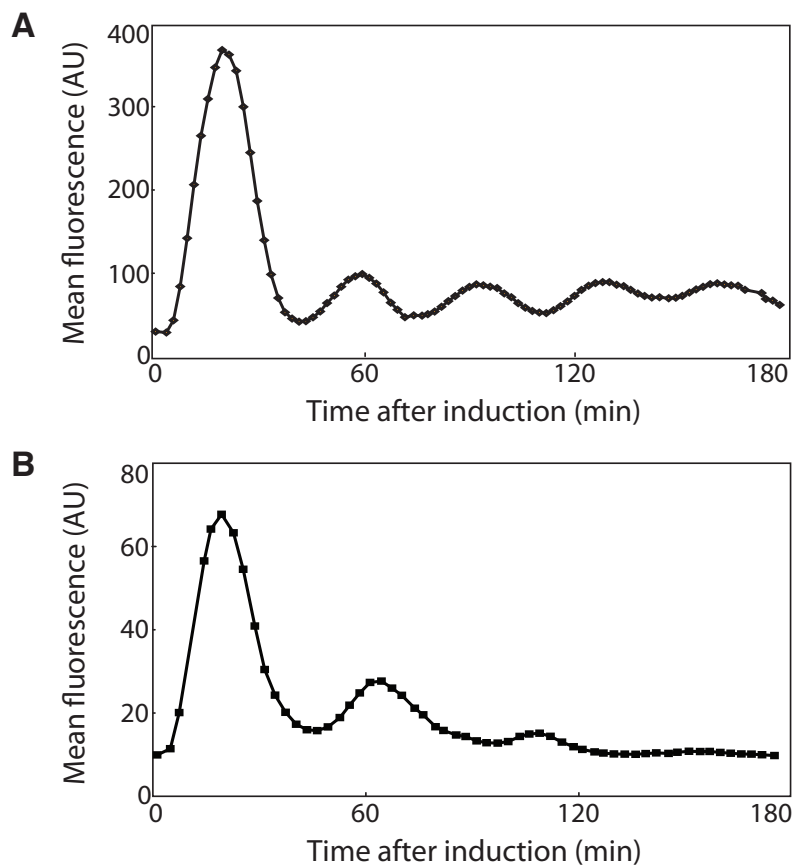 A
Mean fluorescence (AU)
400
300
200
100
0
0 60 120 180
Time after induction (min)
B
Mean fluorescence (AU)
80
60
40
20
0
0 60 120 180
Time after induction (min)